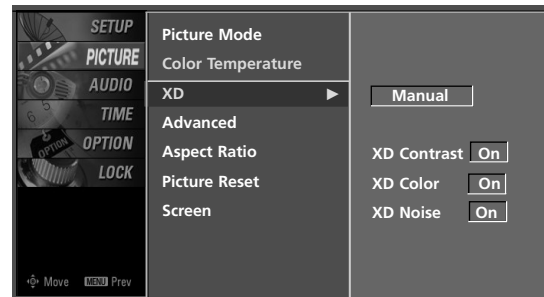 SETUP
PICTURE
AUDIO
TIME
OPTION
LOCK
Move MENU Prev
Picture Mode
Color Temperature
XD ▶
Advanced
Aspect Ratio
Picture Reset
Screen
Manual
XD Contrast On
XD Color On
XD Noise On